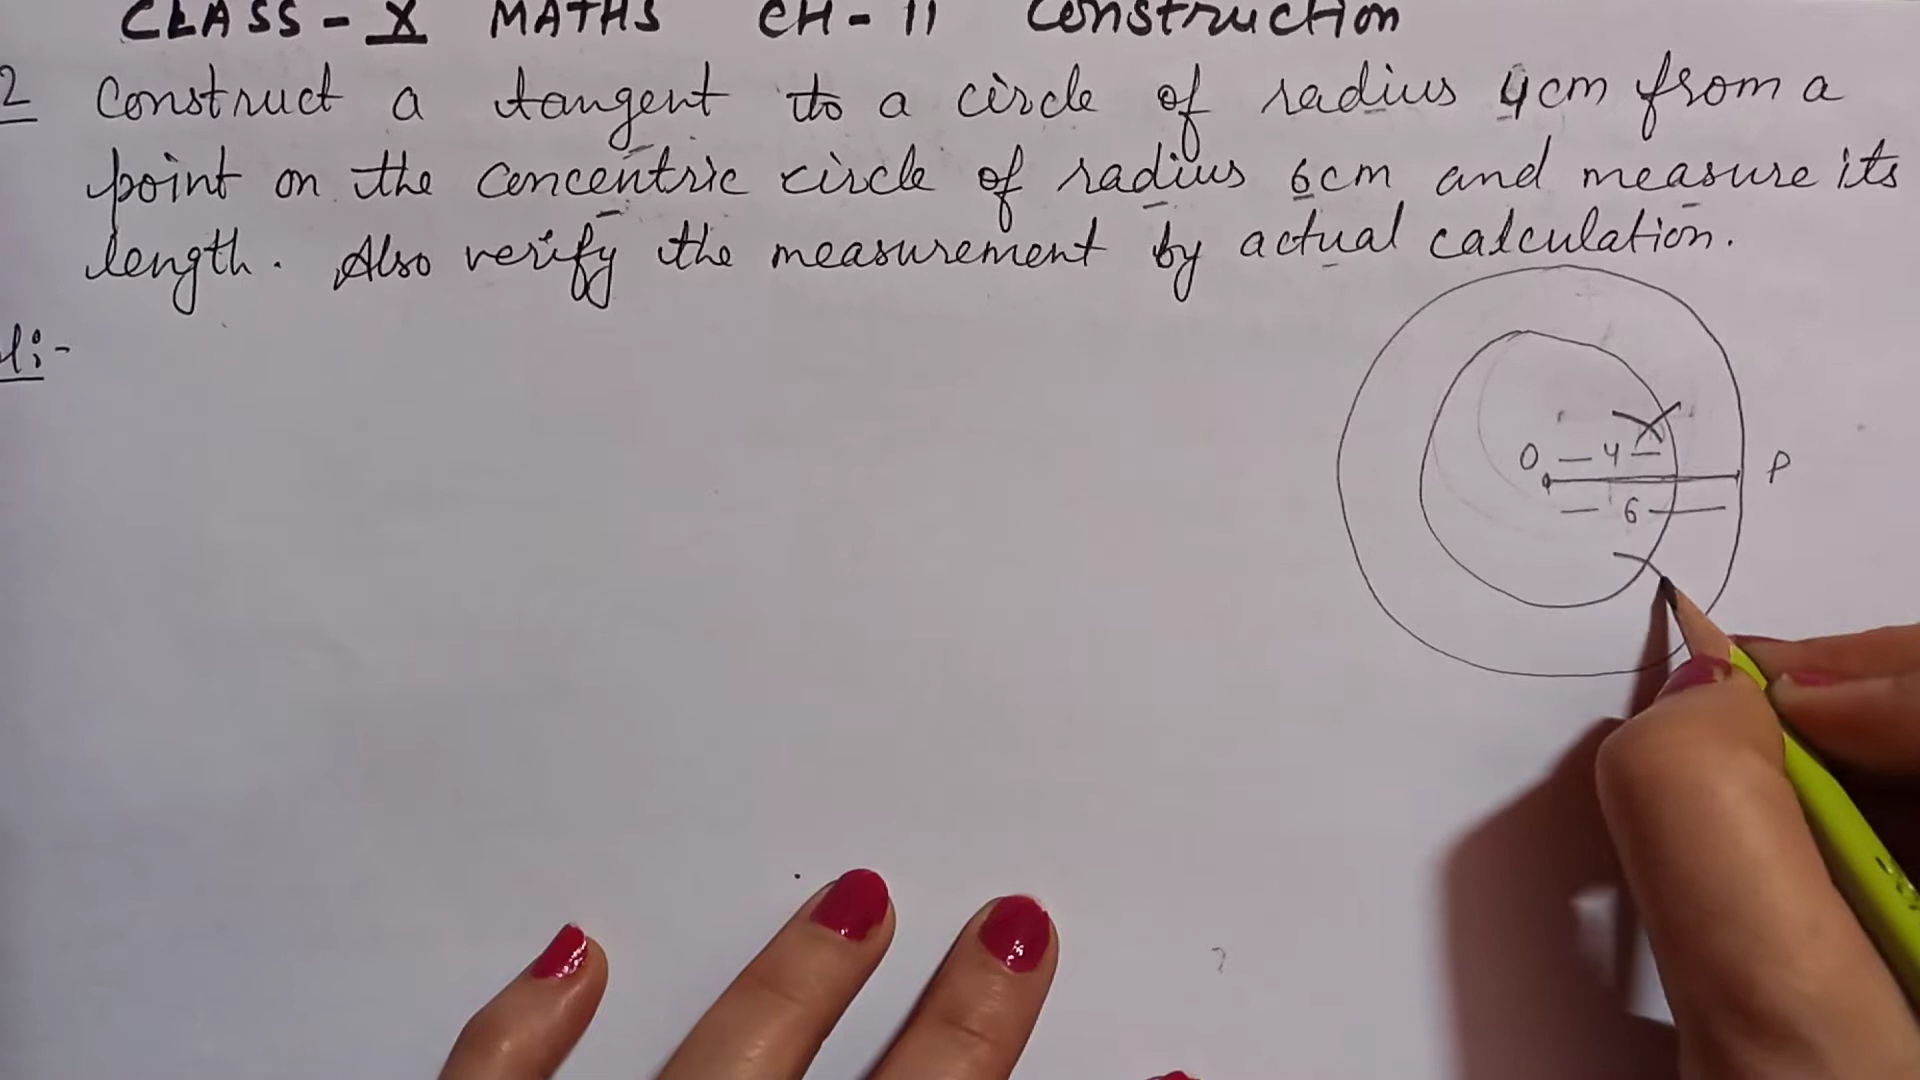 CLASS - X MATHS CH - 11 Construction
2 Construct a tangent to a circle of radius 4cm from a
point on the concentric circle of radius 6cm and measure its
length. Also verify the measurement by actual calculation.
l:-
O - 4 - P
- 6 -